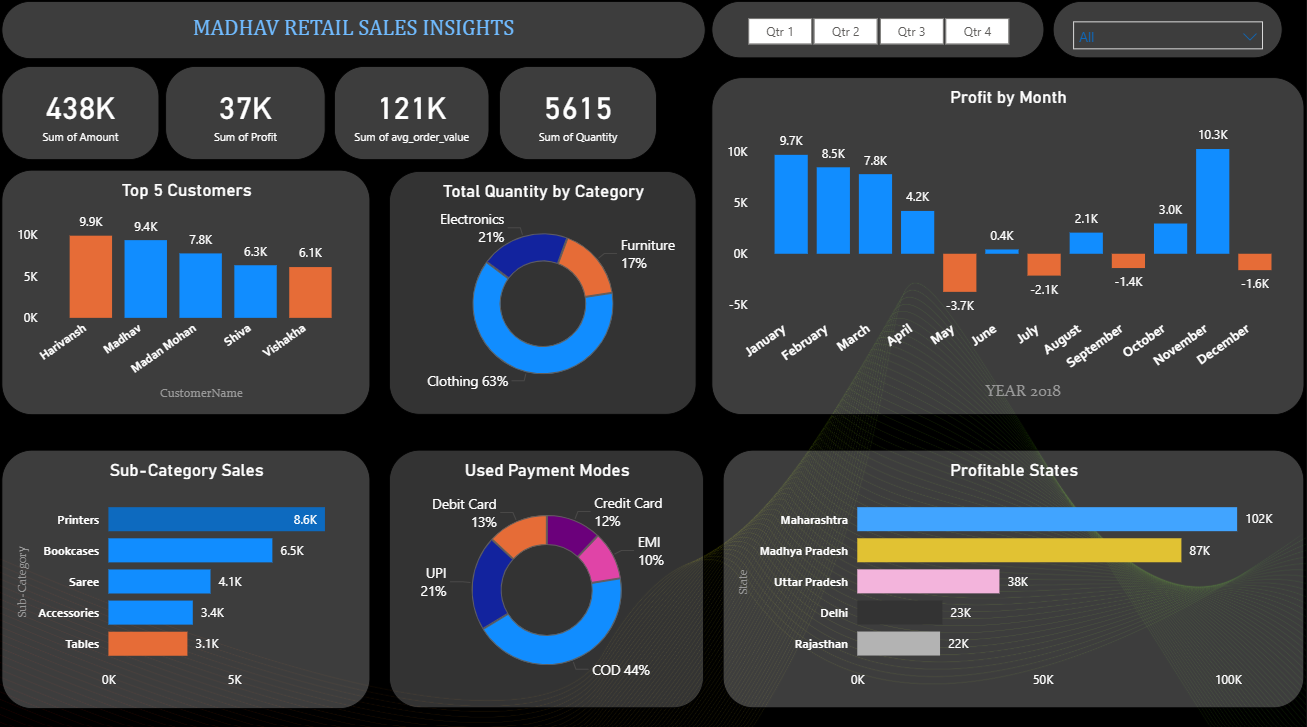 MADHAV RETAIL SALES INSIGHTS
Qtr 1
Qtr 2
Qtr 3
Qtr 4
All
438K
Sum of Amount
37K
Sum of Profit
121K
Sum of avg_order_value
5615
Sum of Quantity
Profit by Month
10K
5K
0K
-5K
9.7K
8.5K
7.8K
4.2K
-3.7K
0.4K
-2.1K
2.1K
-1.4K
3.0K
10.3K
-1.6K
January
February
March
April
May
June
July
August
September
October
November
December
YEAR 2018
Top 5 Customers
10K
5K
0K
9.9K
9.4K
7.8K
6.3K
6.1K
Harivansh
Madhav
Madan Mohan
Shiva
Vishakha
CustomerName
Total Quantity by Category
Electronics
21%
Furniture
17%
Clothing 63%
Sub-Category Sales
Sub-Category
Printers
8.6K
Bookcases
6.5K
Saree
4.1K
Accessories
3.4K
Tables
3.1K
0K
5K
Used Payment Modes
Debit Card
13%
Credit Card
12%
EMI
10%
UPI
21%
COD 44%
Profitable States
State
Maharashtra
102K
Madhya Pradesh
87K
Uttar Pradesh
38K
Delhi
23K
Rajasthan
22K
0K
50K
100K